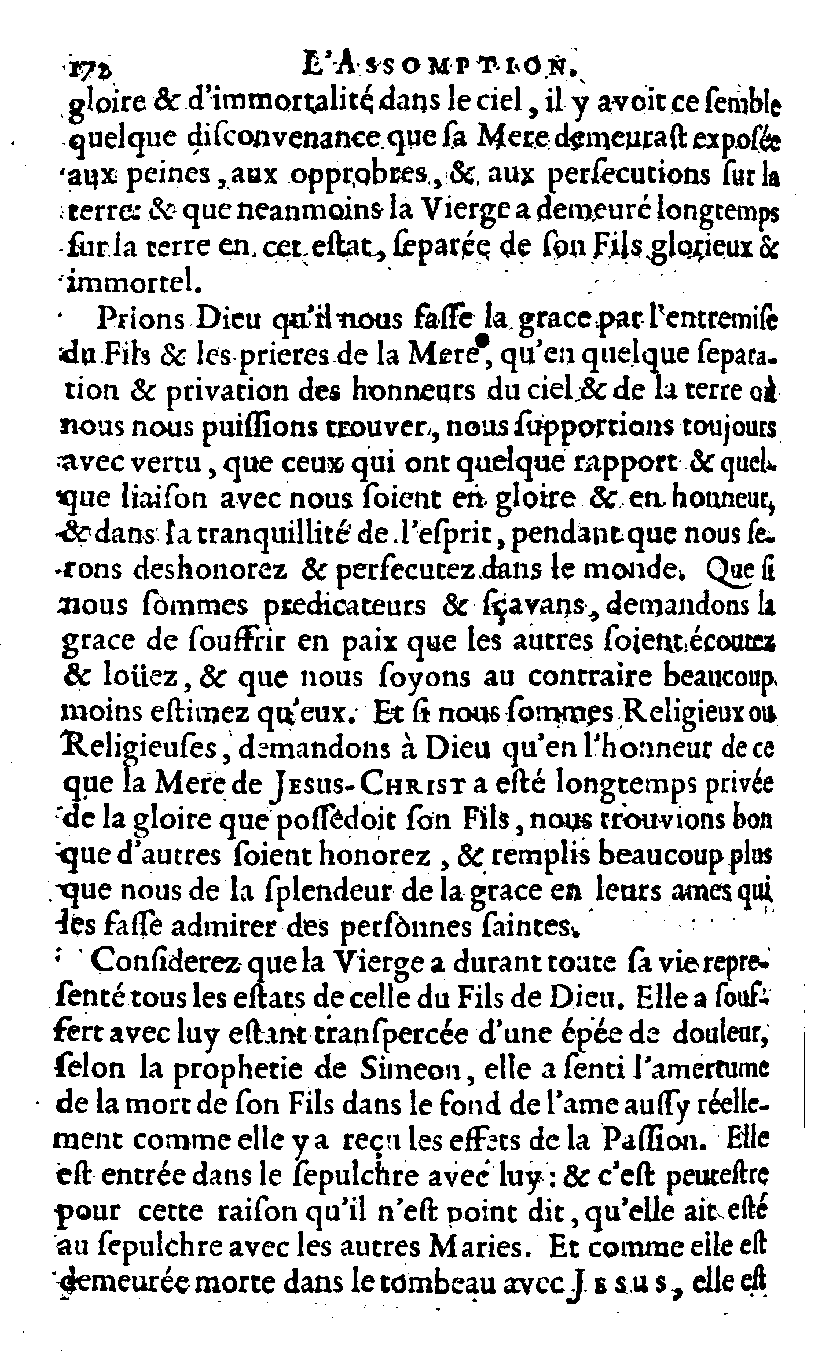 172 L'ASSOMPTION.
gloire & d'immortalité dans le ciel, il y avoit ce ſemble
quelque diſconvenance que ſa Mere demeuraſt expoſée
aux peines, aux opprobres, & aux perſecutions ſur la
terre: & que neanmoins la Vierge a demeuré longtemps
ſur la terre en cet eſtat, ſeparée de ſon Fils glorieux &
immortel.
Prions Dieu qu'il nous faſſe la grace par l'entremiſe
du Fils & les prieres de la Mere, qu'en quelque ſepara-
tion & privation des honneurs du ciel & de la terre où
nous nous puiſſions trouver, nous ſupportions toujours
avec vertu, que ceux qui ont quelque rapport & quel-
que liaiſon avec nous ſoient en gloire & en honneur,
& dans la tranquillité de l'eſprit, pendant que nous ſe-
rons deshonorez & perſecutez dans le monde. Que ſi
nous ſommes predicateurs & ſçavans, demandons la
grace de ſouffrir en paix que les autres ſoient écoutez
& loüez, & que nous ſoyons au contraire beaucoup
moins eſtimez qu'eux. Et ſi nous ſommes Religieux ou
Religieuſes, demandons à Dieu qu'en l'honneur de ce
que la Mere de JESUS-CHRIST a eſté longtemps privée
de la gloire que poſſedoit ſon Fils, nous trouvions bon
que d'autres ſoient honorez, & remplis beaucoup plus
que nous de la ſplendeur de la grace en leurs ames qui
les faſſe admirer des perſonnes ſaintes.
Conſiderez que la Vierge a durant toute ſa vie repre-
ſenté tous les eſtats de celle du Fils de Dieu. Elle a ſouf-
fert avec luy eſtant tranſpercée d'une épée de douleur,
ſelon la prophetie de Simeon, elle a ſenti l'amertume
de la mort de ſon Fils dans le fond de l'ame auſſy réelle-
ment comme elle y a reçu les effets de la Paſſion. Elle
eſt entrée dans le ſepulchre avec luy: & c'eſt peuteſtre
pour cette raiſon qu'il n'eſt point dit, qu'elle ait eſté
au ſepulchre avec les autres Maries. Et comme elle eſt
demeurée morte dans le tombeau avec JESUS, elle eſt